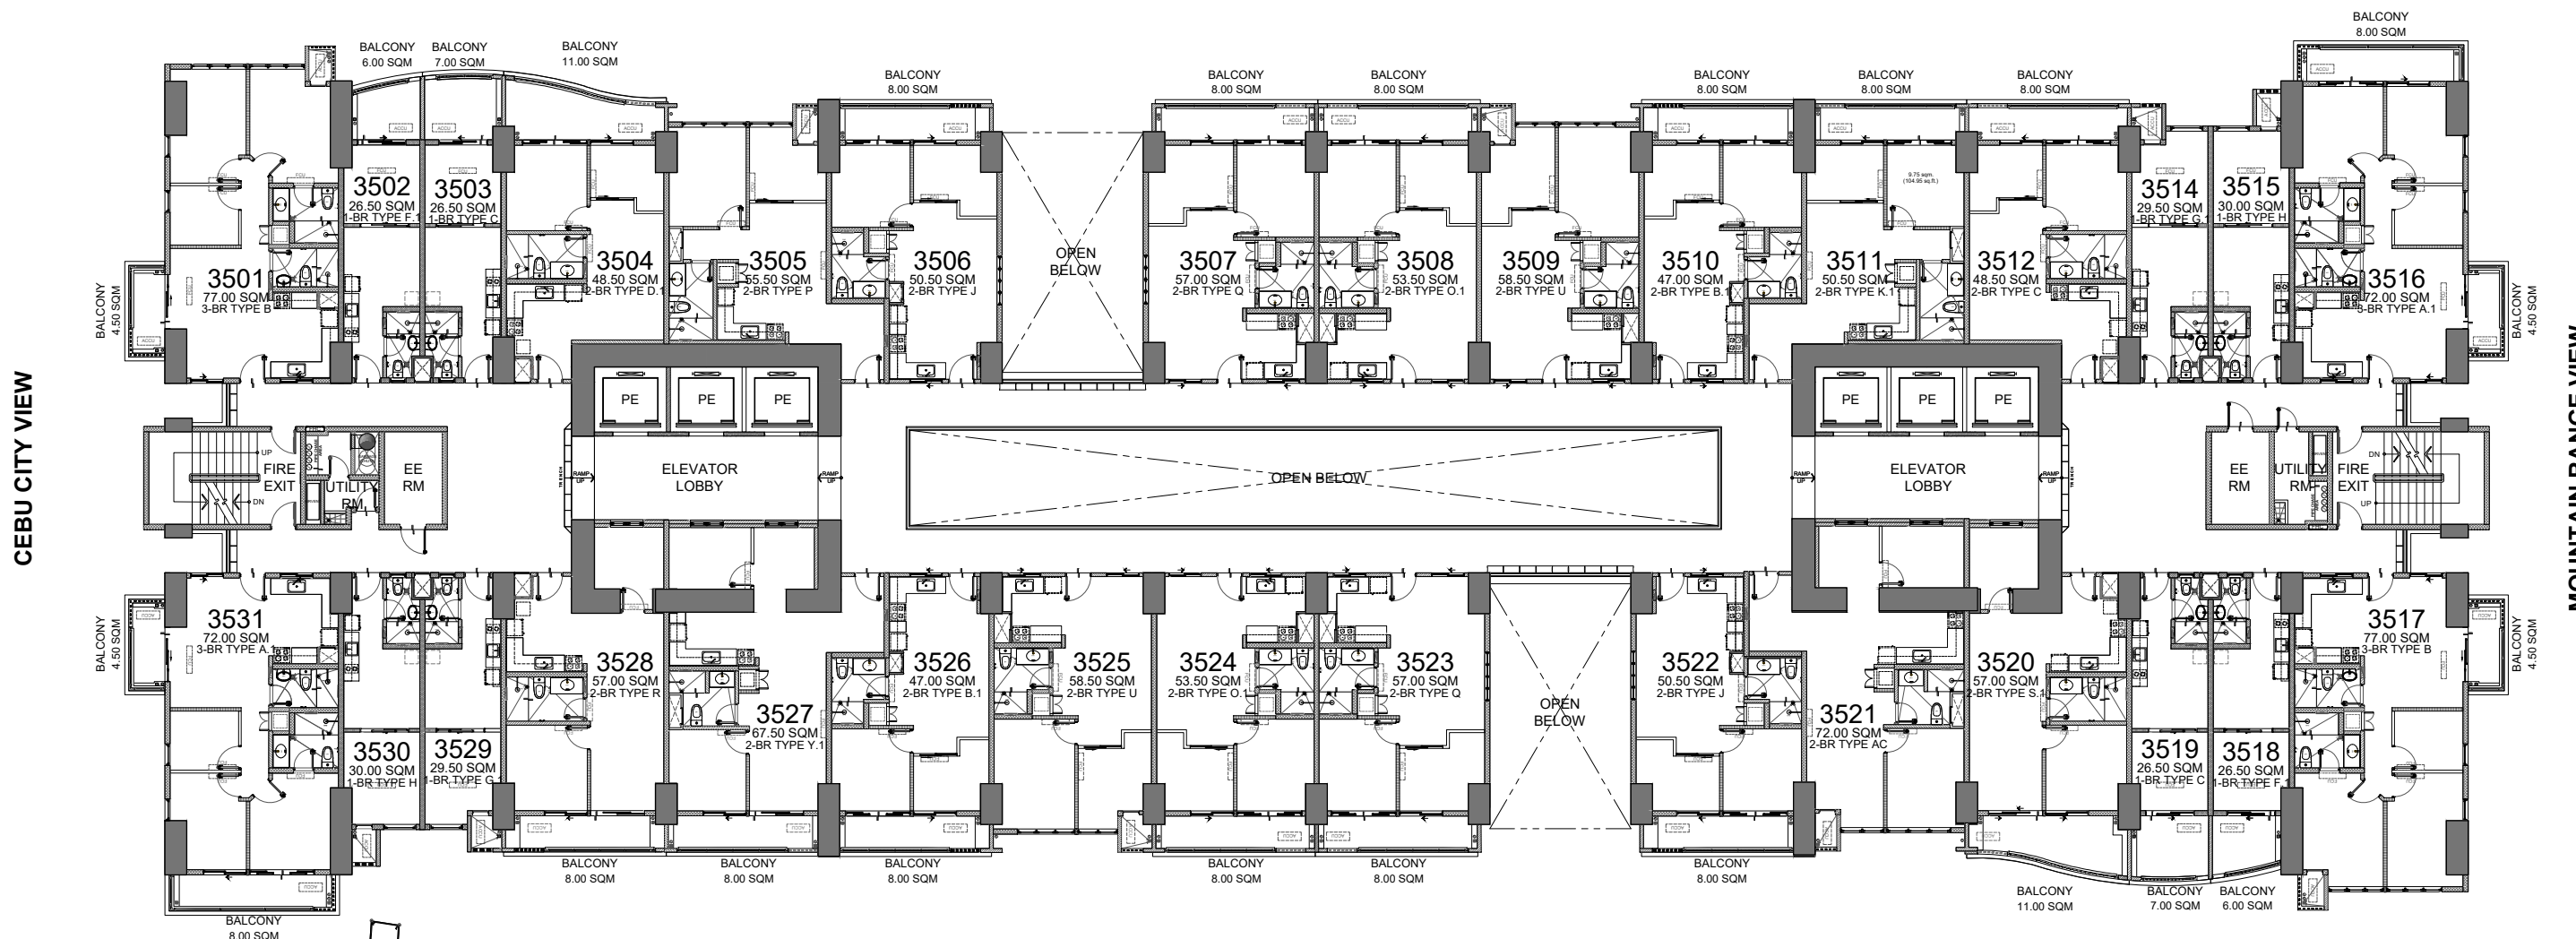 BALCONY
8.00 SQM
BALCONY
6.00 SQM
BALCONY
7.00 SQM
BALCONY
11.00 SQM
BALCONY
8.00 SQM
BALCONY
8.00 SQM
BALCONY
8.00 SQM
BALCONY
8.00 SQM
BALCONY
8.00 SQM
BALCONY
8.00 SQM
3501
77.00 SQM
3-BR TYPE B
3502
26.50 SQM
1-BR TYPE F.1
3503
26.50 SQM
1-BR TYPE C
3504
48.50 SQM
2-BR TYPE D.1
3505
55.50 SQM
2-BR TYPE P
3506
50.50 SQM
2-BR TYPE J
OPEN
BELOW
3507
57.00 SQM
2-BR TYPE Q
3508
53.50 SQM
2-BR TYPE O.1
3509
58.50 SQM
2-BR TYPE U
3510
47.00 SQM
2-BR TYPE B.1
9.75 sqm.
(104.95 sq.ft.)
3511
50.50 SQM
2-BR TYPE K.1
3512
48.50 SQM
2-BR TYPE C
3514
29.50 SQM
1-BR TYPE G.1
3515
30.00 SQM
1-BR TYPE H
3516
72.00 SQM
3-BR TYPE A.1
BALCONY
4.50 SQM
BALCONY
4.50 SQM
CEBU CITY VIEW
MOUNTAIN RANGE VIEW
PE
PE
PE
PE
PE
PE
UP
DN
FIRE
EXIT
UTILITY
RM
EE
RM
RAMP
UP
ELEVATOR
LOBBY
RAMP
UP
OPEN BELOW
RAMP
UP
ELEVATOR
LOBBY
RAMP
UP
EE
RM
UTILITY
RM
FIRE
EXIT
DN
UP
BALCONY
4.50 SQM
BALCONY
4.50 SQM
3531
72.00 SQM
3-BR TYPE A.1
3530
30.00 SQM
1-BR TYPE H
3529
29.50 SQM
1-BR TYPE G.
3528
57.00 SQM
2-BR TYPE R
3527
67.50 SQM
2-BR TYPE Y.1
3526
47.00 SQM
2-BR TYPE B.1
3525
58.50 SQM
2-BR TYPE U
3524
53.50 SQM
2-BR TYPE O.1
3523
57.00 SQM
2-BR TYPE Q
OPEN
BELOW
3522
50.50 SQM
2-BR TYPE J
3521
72.00 SQM
2-BR TYPE AC
3520
57.00 SQM
2-BR TYPE S.1
3519
26.50 SQM
1-BR TYPE C
3518
26.50 SQM
1-BR TYPE F.1
3517
77.00 SQM
3-BR TYPE B
BALCONY
8.00 SQM
BALCONY
8.00 SQM
BALCONY
8.00 SQM
BALCONY
8.00 SQM
BALCONY
8.00 SQM
BALCONY
8.00 SQM
BALCONY
8.00 SQM
BALCONY
11.00 SQM
BALCONY
7.00 SQM
BALCONY
6.00 SQM